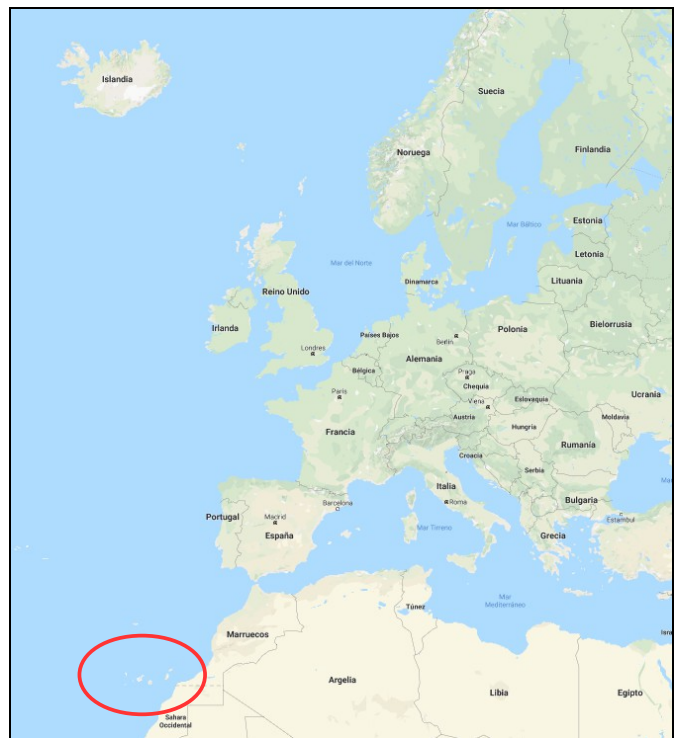 Islandia
Suecia
Noruega
Finlandia
Estonia
Mar Báltico
Letonia
Mar del Norte
Dinamarca
Lituania
Reino Unido
Irlanda
Bielorrusia
Polonia
Países Bajos
Berlín
Londres
Alemania
Bélgica
Praga
Chequia
París
Ucrania
Viena
Eslovaquia
Austria
Moldavia
Hungría
Francia
Rumanía
Croacia
Serbia
Italia
Bulgaria
Barcelona
Roma
Portugal
Madrid
Estambul
Mar Tirreno
España
Grecia
Mar
Mediterráneo
Túnez
Marruecos
Argelia
Libia
Egipto
Sahara
Occidental